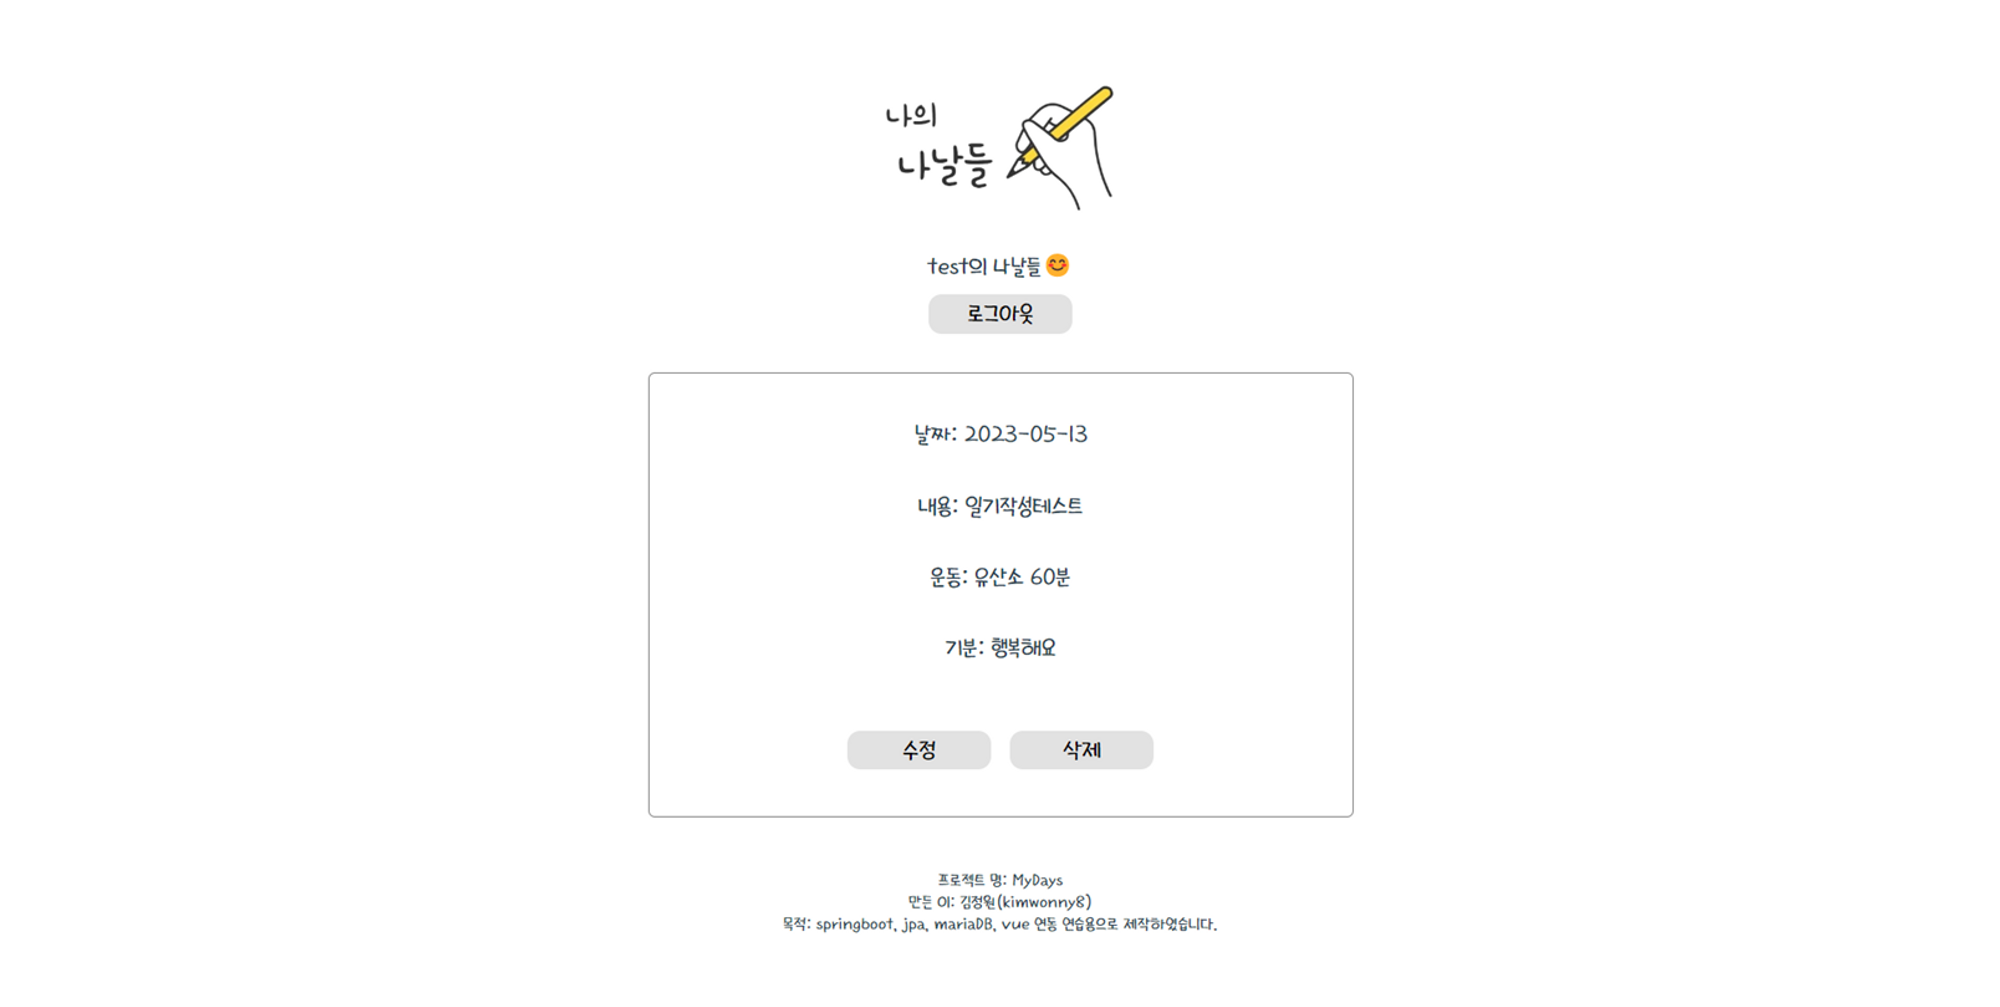 나의
나날들
test의 나날들😊
로그아웃
날짜: 2023-05-13
내용: 일기작성테스트
운동: 유산소 60분
기분: 행복해요
수정 삭제
프로젝트 명: MyDays
만든 이: 김정원(kimwonny8)
목적: springboot, jpa, mariaDB, vue 연동 연습용으로 제작하였습니다.